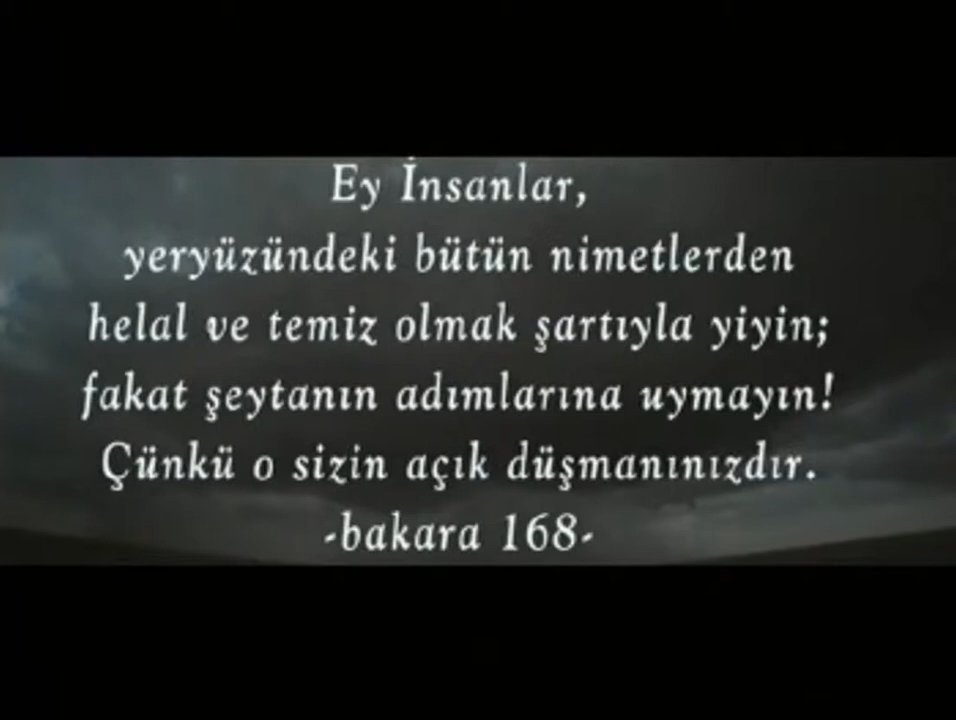 Ey İnsanlar,
yeryüzündeki bütün nimetlerden
helal ve temiz olmak şartıyla yiyin;
fakat şeytanın adımlarına uymayın!
Çünkü o sizin açık düşmanınızdır.
-bakara 168-